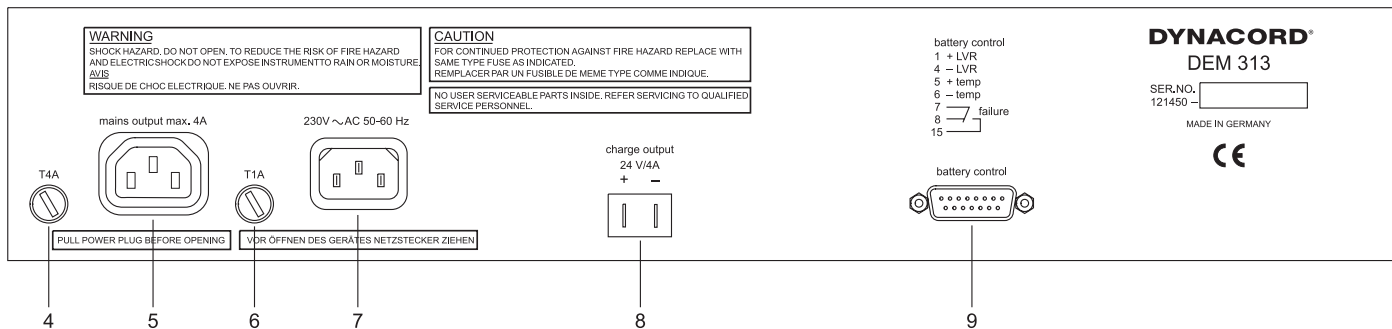 WARNING
SHOCK HAZARD, DO NOT OPEN. TO REDUCE THE RISK OF FIRE HAZARD
AND ELECTRIC SHOCK DO NOT EXPOSE INSTRUMENT TO RAIN OR MOISTURE.
AVIS
RISQUE DE CHOC ELECTRIQUE. NE PAS OUVRIR.
CAUTION
FOR CONTINUED PROTECTION AGAINST FIRE HAZARD REPLACE WITH
SAME TYPE FUSE AS INDICATED.
REMPLACER PAR UN FUSIBLE DE MEME TYPE COMME INDIQUE.
NO USER SERVICEABLE PARTS INSIDE. REFER SERVICING TO QUALIFIED
SERVICE PERSONNEL.
battery control
1 + LVR
4 – LVR
5 + temp
6 – temp
7
8
15
failure
DYNACORD®
DEM 313
SER.NO.
121450 –
MADE IN GERMANY
CE
mains output max. 4A
230V ~ AC 50-60 Hz
T4A
T1A
charge output
24 V/4A
+ –
battery control
PULL POWER PLUG BEFORE OPENING
VOR ÖFFNEN DES GERÄTES NETZSTECKER ZIEHEN
4 5 6 7 8 9